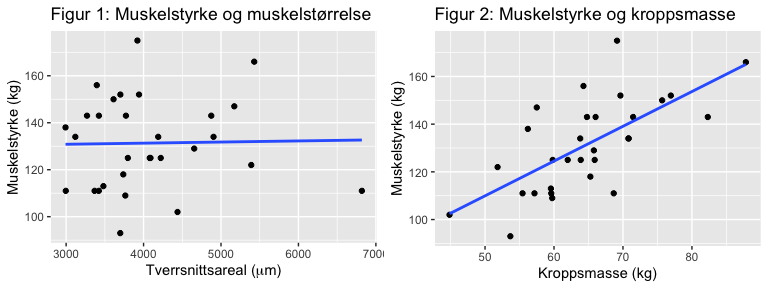 Figur 1: Muskelstyrke og muskelstørrelse
Muskelstyrke (kg)
160
140
120
100
3000
4000
5000
6000
7000
Tverrsnittsareal (μm)
Figur 2: Muskelstyrke og kroppsmasse
Muskelstyrke (kg)
160
140
120
100
50
60
70
80
Kroppsmasse (kg)